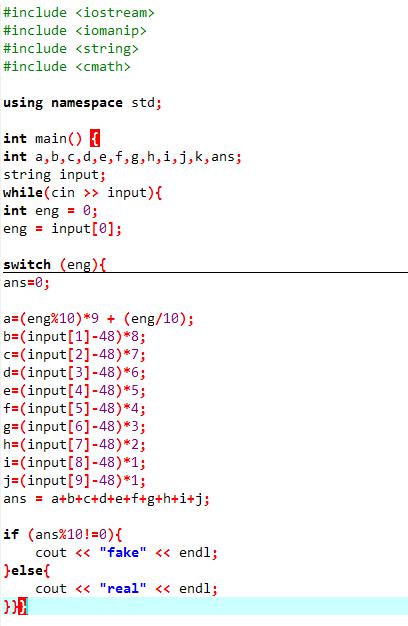 #include <iostream>
#include <iomanip>
#include <string>
#include <cmath>
using namespace std;
int main() {
int a,b,c,d,e,f,g,h,i,j,k,ans;
string input;
while(cin >> input){
int eng = 0;
eng = input[0];
switch (eng){
ans=0;
a=(eng%10)*9 + (eng/10);
b=(input[1]-48)*8;
c=(input[2]-48)*7;
d=(input[3]-48)*6;
e=(input[4]-48)*5;
f=(input[5]-48)*4;
g=(input[6]-48)*3;
h=(input[7]-48)*2;
i=(input[8]-48)*1;
j=(input[9]-48)*1;
ans = a+b+c+d+e+f+g+h+i+j;
if (ans%10!=0){
    cout << "fake" << endl;
}else{
    cout << "real" << endl;
}}}